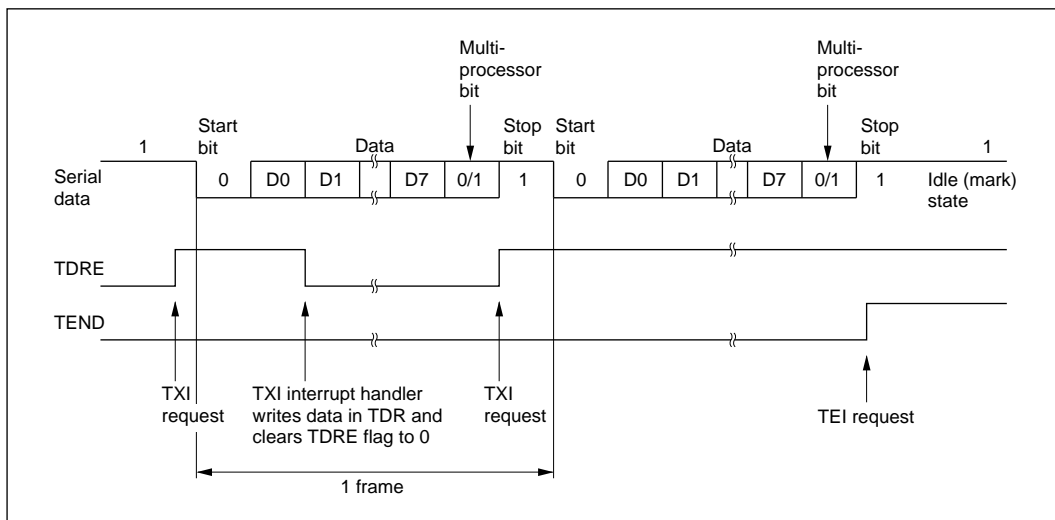 Multi-
processor
bit
Multi-
processor
bit
1
Start
bit
Data
Stop
bit
Start
bit
Data
Stop
bit
1
Serial
data
0 D0 D1 D7 0/1 1 0 D0 D1 D7 0/1 1
Idle (mark)
state
TDRE
TEND
TXI
request
TXI interrupt handler
writes data in TDR and
clears TDRE flag to 0
TXI
request
TEI request
1 frame